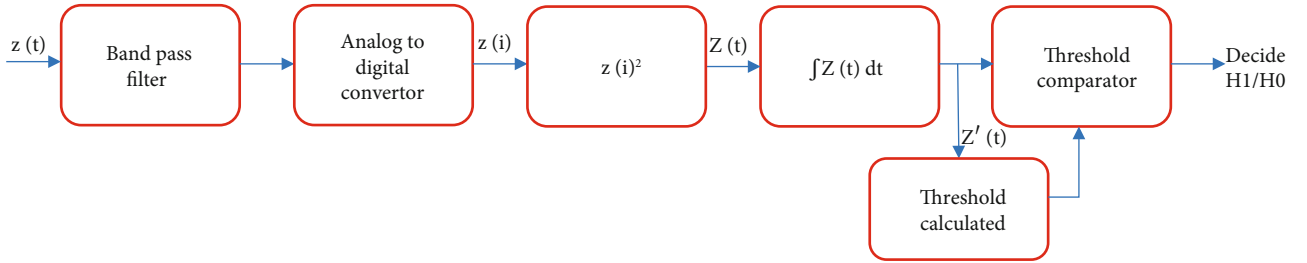 z (t)
Band pass
filter
Analog to
digital
convertor
z (i)
z (i)²
Z (t)
∫Z (t) dt
Z′ (t)
Threshold
calculated
Threshold
comparator
Decide
H1/H0